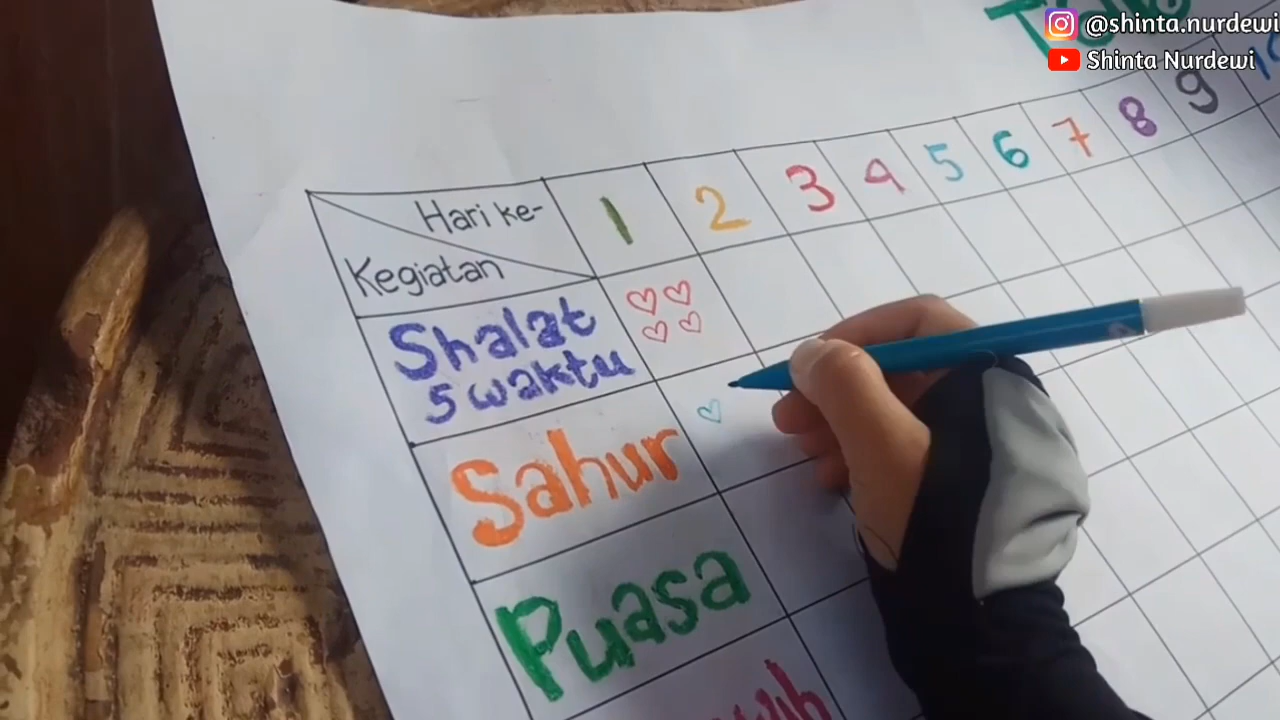 @shinta.nurdewi
Shinta Nurdewi
Hari ke-
Kegiatan
1 2 3 4 5 6 7 8 9
Shalat
5 waktu
Sahur
Puasa